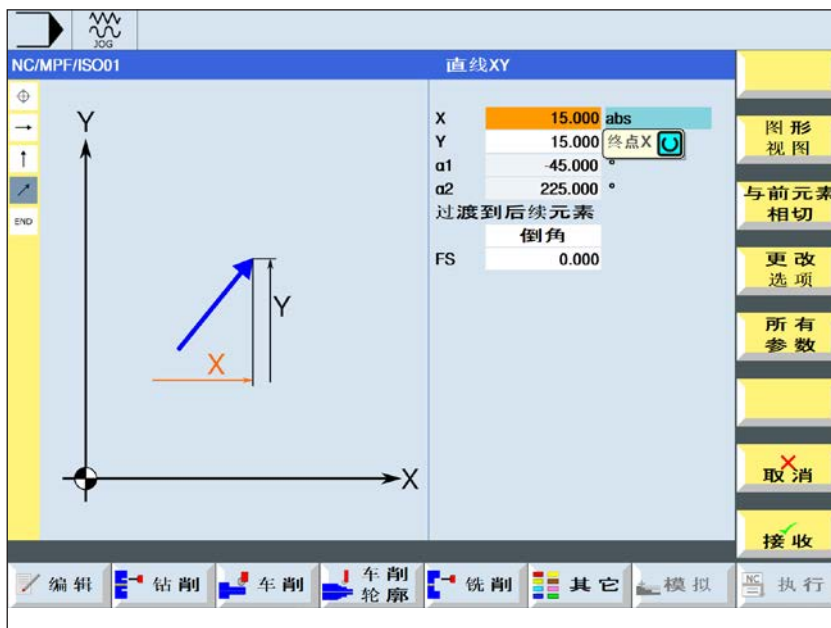 JOG
NC/MPF/ISO01
直线XY
X 15.000 abs
Y 15.000 终点X
α1 -45.000 °
α2 225.000 °
过渡到后续元素
倒角
FS 0.000
END
Y
Y
X
X
图形
视图
与前元素
相切
更改
选项
所有
参数
取消
接收
编辑
钻削
车削
车削
轮廓
铣削
其它
模拟
NC
执行